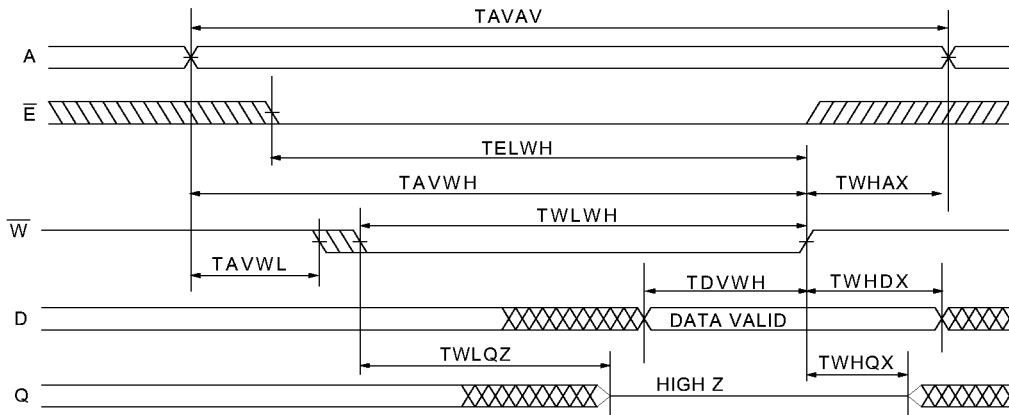 TAVAV
A
E̅
TELWH
TAVWH TWHAX
W̅ TWLWH
TAVWL
TDVWH TWHDX
D DATA VALID
TWLQZ TWHQX
Q HIGH Z